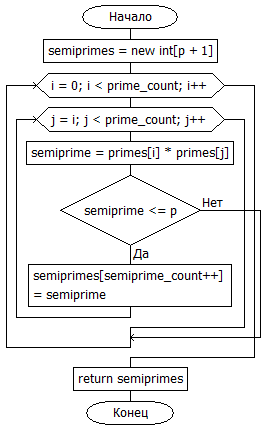 Начало
semiprimes = new int[p + 1]
i = 0; i < prime_count; i++
j = i; j < prime_count; j++
semiprime = primes[i] * primes[j]
semiprime <= p
Нет
Да
semiprimes[semiprime_count++]
= semiprime
return semiprimes
Конец